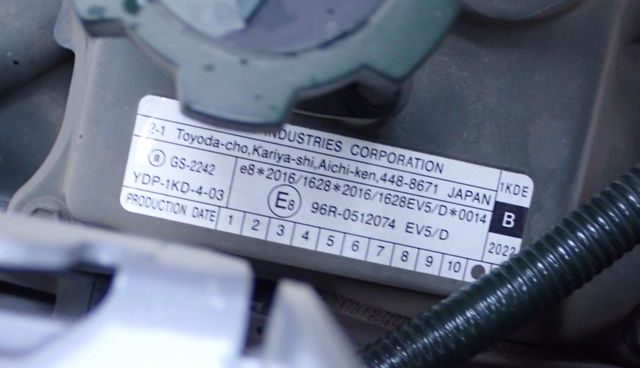 INDUSTRIES CORPORATION
2-1 Toyoda-cho,Kariya-shi,Aichi-ken,448-8671 JAPAN
1KDE
ⓐ GS-2242
e8*2016/1628*2016/1628EV5/D*0014
B
YDP-1KD-4-03
E8 96R-0512074 EV5/D
2022
PRODUCTION DATE 1 2 3 4 5 6 7 8 9 10